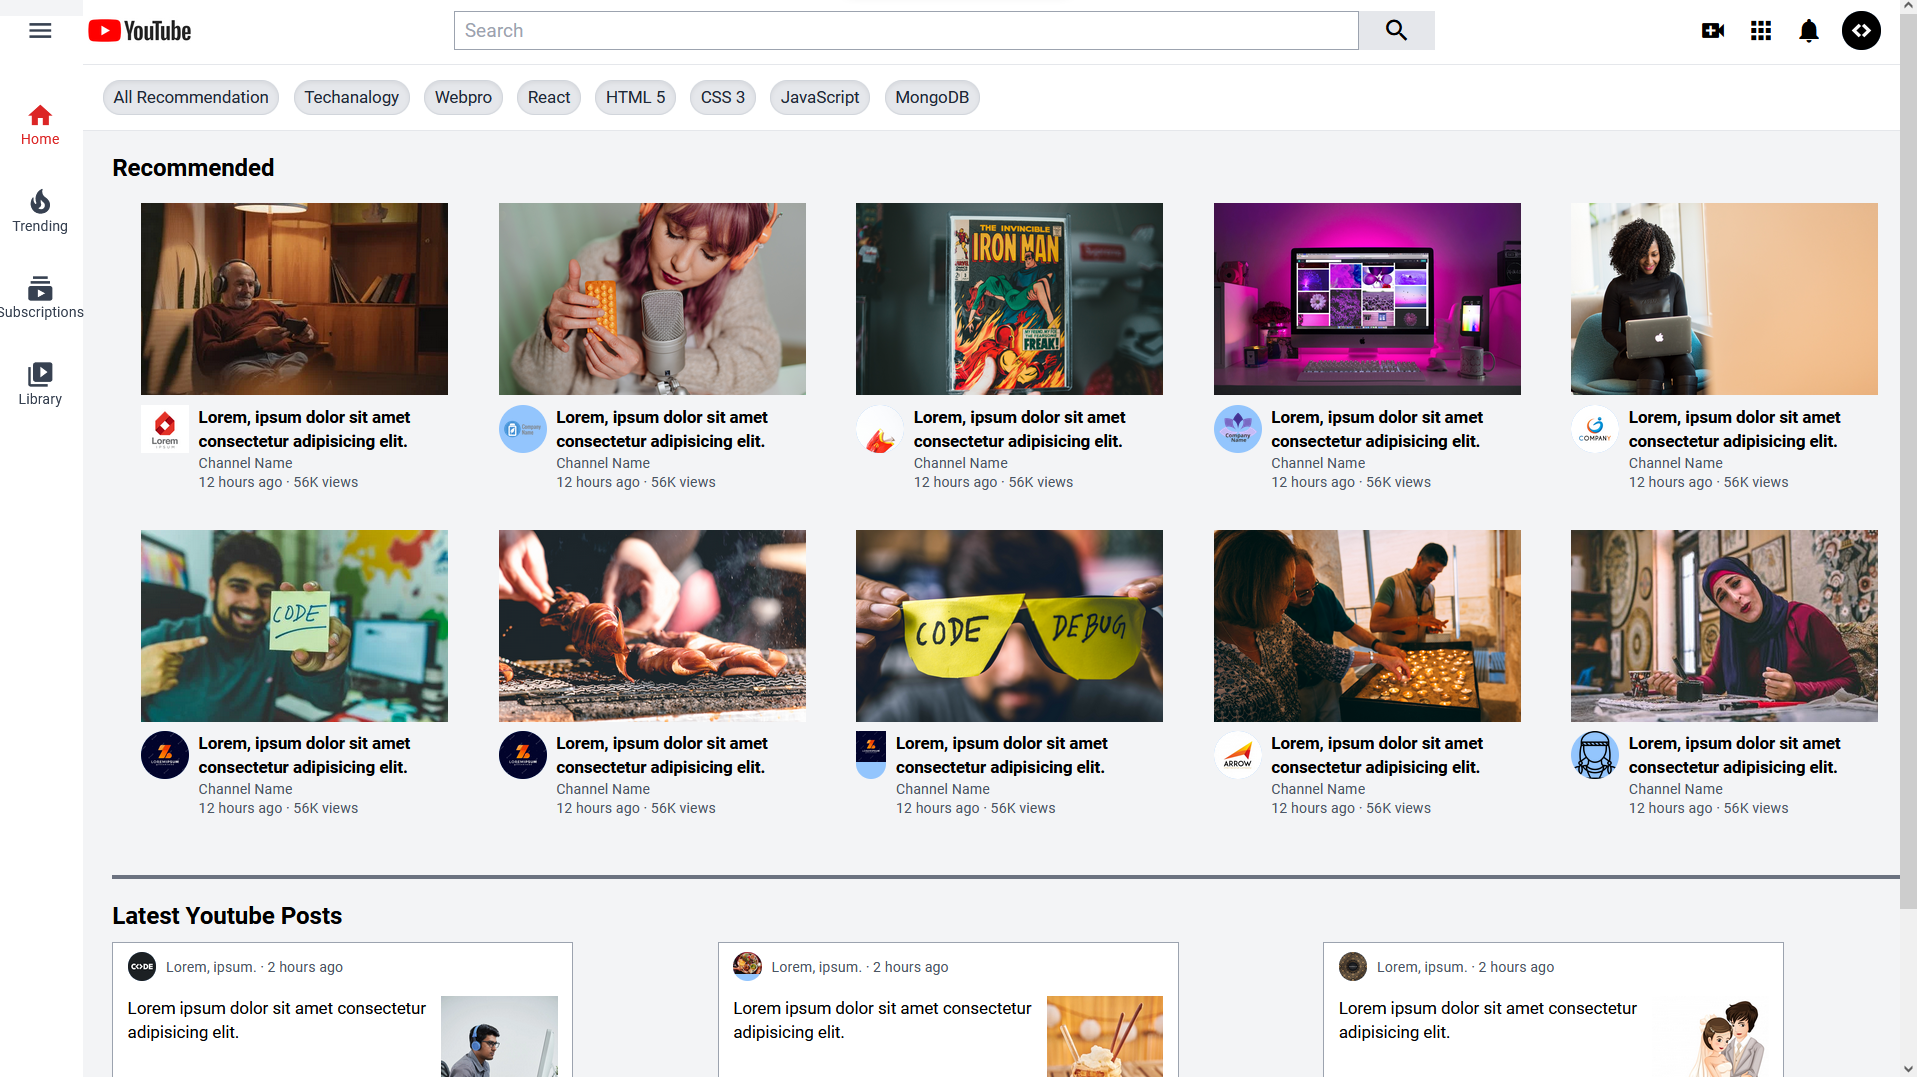 YouTube
Search
All Recommendation
Techanalogy
Webpro
React
HTML 5
CSS 3
JavaScript
MongoDB
Home
Trending
Subscriptions
Library
Recommended
THE INVINCIBLE
IRON MAN
FREAK!
Lorem
IPSUM
Lorem, ipsum dolor sit amet
consectetur adipisicing elit.
Channel Name
12 hours ago · 56K views
Company
Name
Lorem, ipsum dolor sit amet
consectetur adipisicing elit.
Channel Name
12 hours ago · 56K views
Lorem, ipsum dolor sit amet
consectetur adipisicing elit.
Channel Name
12 hours ago · 56K views
Company
Name
Lorem, ipsum dolor sit amet
consectetur adipisicing elit.
Channel Name
12 hours ago · 56K views
COMPANY
Lorem, ipsum dolor sit amet
consectetur adipisicing elit.
Channel Name
12 hours ago · 56K views
CODE
CODE DEBUG
LOREM IPSUM
Lorem, ipsum dolor sit amet
consectetur adipisicing elit.
Channel Name
12 hours ago · 56K views
LOREM IPSUM
Lorem, ipsum dolor sit amet
consectetur adipisicing elit.
Channel Name
12 hours ago · 56K views
Lorem, ipsum dolor sit amet
consectetur adipisicing elit.
Channel Name
12 hours ago · 56K views
ARROW
Lorem, ipsum dolor sit amet
consectetur adipisicing elit.
Channel Name
12 hours ago · 56K views
Lorem, ipsum dolor sit amet
consectetur adipisicing elit.
Channel Name
12 hours ago · 56K views
Latest Youtube Posts
CODE
Lorem, ipsum. · 2 hours ago
Lorem ipsum dolor sit amet consectetur
adipisicing elit.
Lorem, ipsum. · 2 hours ago
Lorem ipsum dolor sit amet consectetur
adipisicing elit.
Lorem, ipsum. · 2 hours ago
Lorem ipsum dolor sit amet consectetur
adipisicing elit.